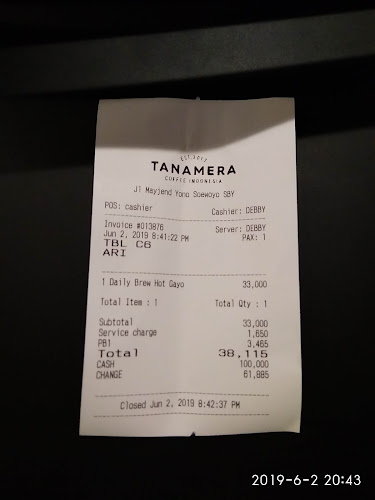 EST.2013
TANAMERA
COFFEE INDONESIA
Jl Mayjend Yono Soewoyo SBY
POS: cashier Cashier: DEBBY
Invoice #013876 Server: DEBBY
Jun 2, 2019 8:41:22 PM PAX: 1
TBL C6
ARI
1 Daily Brew Hot Gayo 33,000
Total Item : 1 Total Qty : 1
Subtotal 33,000
Service charge 1,650
PB1 3,465
Total 38,115
CASH 100,000
CHANGE 61,885
Closed Jun 2, 2019 8:42:37 PM
2019-6-2 20:43